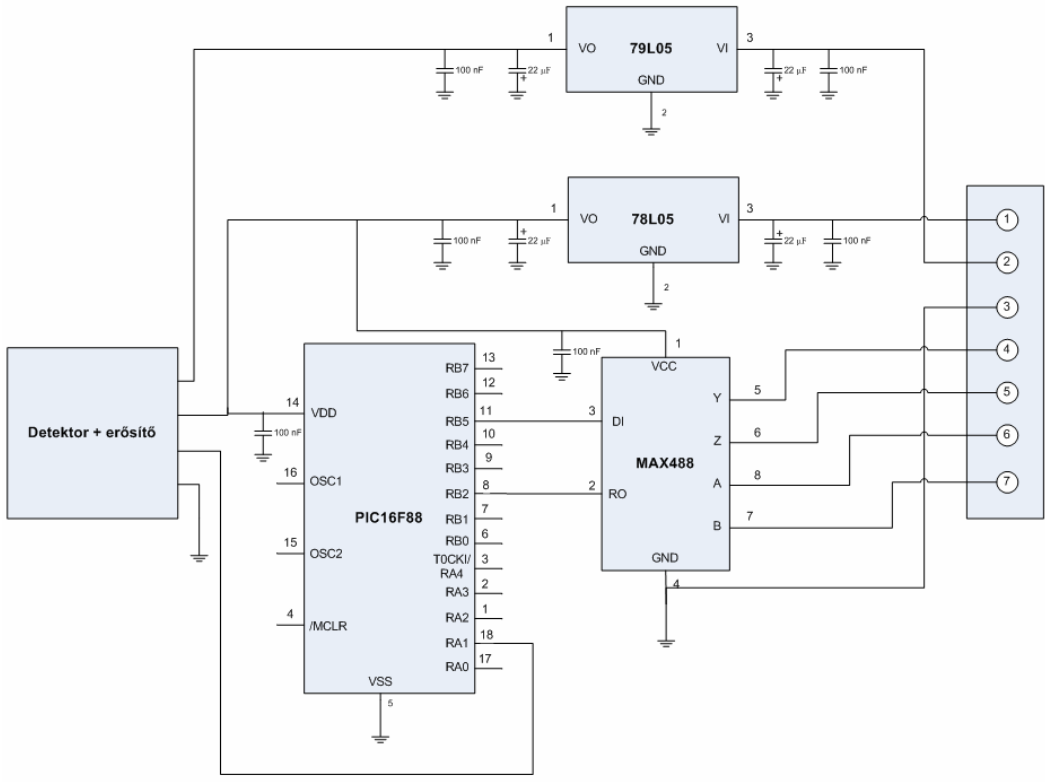 1 VO 79L05 VI 3
100 nF 22 µF + GND 22 µF + 100 nF
2
1 VO 78L05 VI 3
100 nF + 22 µF GND + 22 µF 100 nF
2
1
2
3
4
5
6
7
Detektor + erősítő
100 nF
100 nF
14 VDD
16 OSC1
15 OSC2
4 /MCLR
PIC16F88
VSS
5
RB7 13
RB6 12
RB5 11
RB4 10
RB3 9
RB2 8
RB1 7
RB0 6
T0CKI/
RA4 3
RA3 2
RA2 1
RA1 18
RA0 17
1
VCC
3 DI
2 RO
MAX488
Y 5
Z 6
A 8
B 7
GND
4